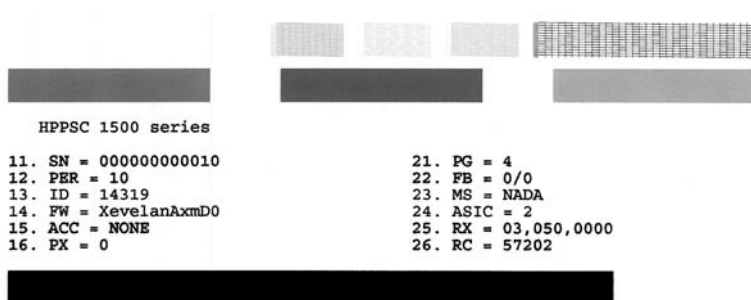 HPPSC 1500 series
11. SN = 000000000010
12. PER = 10
13. ID = 14319
14. FW = XevelanAxmD0
15. ACC = NONE
16. PX = 0
21. PG = 4
22. FB = 0/0
23. MS = NADA
24. ASIC = 2
25. RX = 03,050,0000
26. RC = 57202